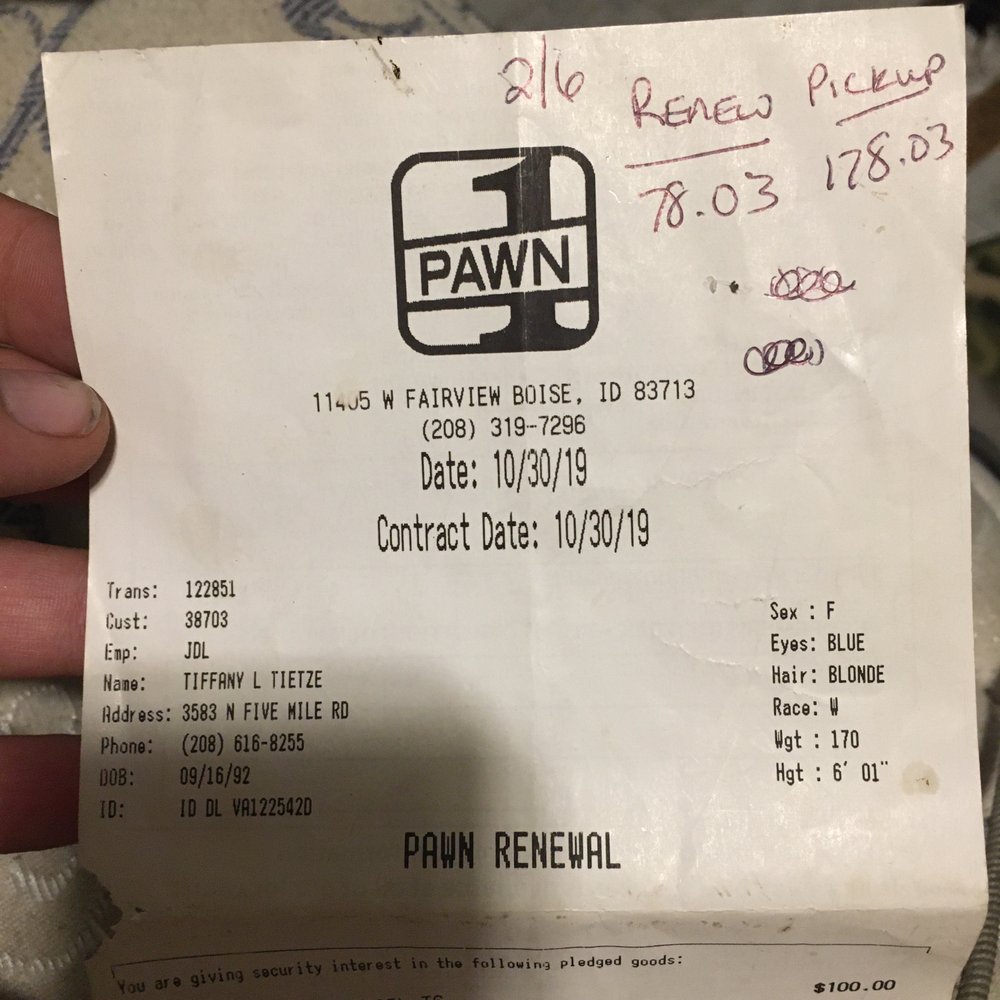 2/6 RENEW PICKUP
78.03 178.03
1
PAWN
W FAIRVIEW BOISE, ID 83713
(208) 319-7296
Date: 10/30/19
Contract Date: 10/30/19
Trans: 122851
Cust: 38703
Emp: JDL
Name: TIFFANY L TIETZE
Address: 3583 N FIVE MILE RD
Phone: (208) 616-8255
DOB: 09/16/92
ID: ID DL VA122542D
Sex : F
Eyes: BLUE
Hair: BLONDE
Race: W
Wgt : 170
Hgt : 6' 01"
PAWN RENEWAL
You are giving security interest in the following pledged goods:
$100.00